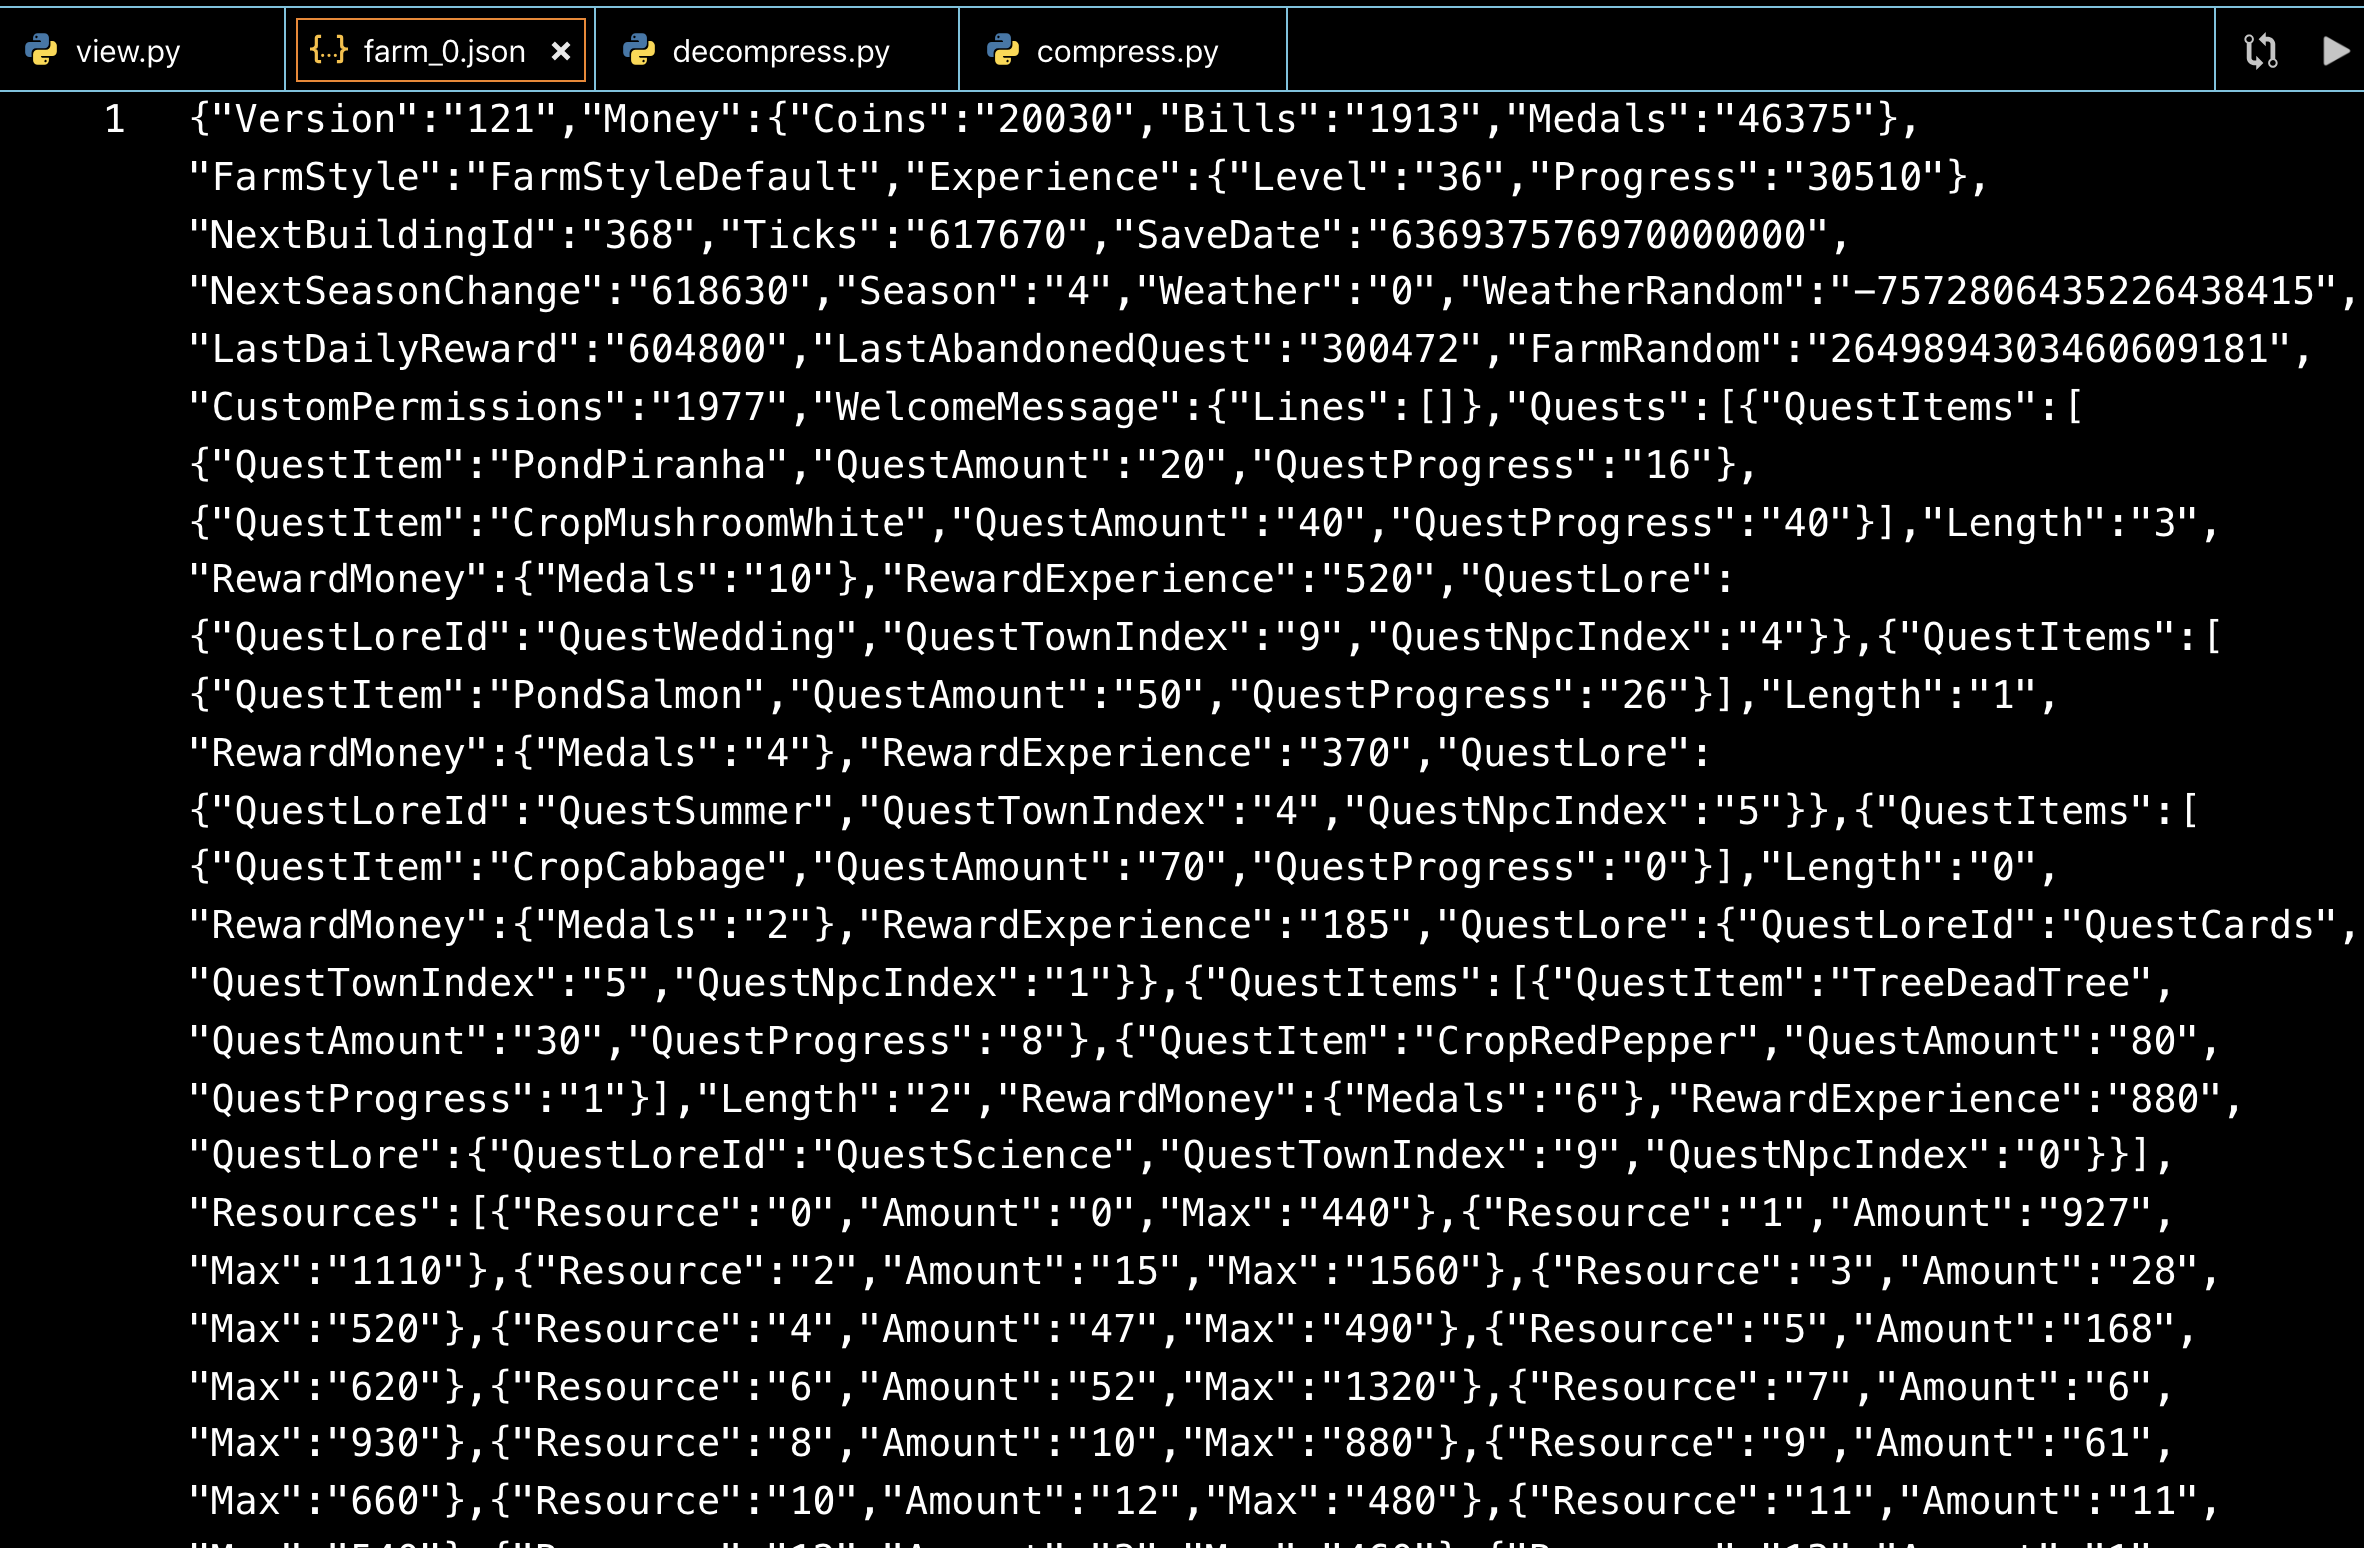 view.py farm_0.json decompress.py compress.py
1 {"Version":"121","Money":{"Coins":"20030","Bills":"1913","Medals":"46375"},
"FarmStyle":"FarmStyleDefault","Experience":{"Level":"36","Progress":"30510"},
"NextBuildingId":"368","Ticks":"617670","SaveDate":"636937576970000000",
"NextSeasonChange":"618630","Season":"4","Weather":"0","WeatherRandom":"-7572806435226438415",
"LastDailyReward":"604800","LastAbandonedQuest":"300472","FarmRandom":"2649894303460609181",
"CustomPermissions":"1977","WelcomeMessage":{"Lines":[]},"Quests":[{"QuestItems":[
{"QuestItem":"PondPiranha","QuestAmount":"20","QuestProgress":"16"},
{"QuestItem":"CropMushroomWhite","QuestAmount":"40","QuestProgress":"40"}],"Length":"3",
"RewardMoney":{"Medals":"10"},"RewardExperience":"520","QuestLore":
{"QuestLoreId":"QuestWedding","QuestTownIndex":"9","QuestNpcIndex":"4"}},{"QuestItems":[
{"QuestItem":"PondSalmon","QuestAmount":"50","QuestProgress":"26"}],"Length":"1",
"RewardMoney":{"Medals":"4"},"RewardExperience":"370","QuestLore":
{"QuestLoreId":"QuestSummer","QuestTownIndex":"4","QuestNpcIndex":"5"}},{"QuestItems":[
{"QuestItem":"CropCabbage","QuestAmount":"70","QuestProgress":"0"}],"Length":"0",
"RewardMoney":{"Medals":"2"},"RewardExperience":"185","QuestLore":{"QuestLoreId":"QuestCards",
"QuestTownIndex":"5","QuestNpcIndex":"1"}},{"QuestItems":[{"QuestItem":"TreeDeadTree",
"QuestAmount":"30","QuestProgress":"8"},{"QuestItem":"CropRedPepper","QuestAmount":"80",
"QuestProgress":"1"}],"Length":"2","RewardMoney":{"Medals":"6"},"RewardExperience":"880",
"QuestLore":{"QuestLoreId":"QuestScience","QuestTownIndex":"9","QuestNpcIndex":"0"}}],
"Resources":[{"Resource":"0","Amount":"0","Max":"440"},{"Resource":"1","Amount":"927",
"Max":"1110"},{"Resource":"2","Amount":"15","Max":"1560"},{"Resource":"3","Amount":"28",
"Max":"520"},{"Resource":"4","Amount":"47","Max":"490"},{"Resource":"5","Amount":"168",
"Max":"620"},{"Resource":"6","Amount":"52","Max":"1320"},{"Resource":"7","Amount":"6",
"Max":"930"},{"Resource":"8","Amount":"10","Max":"880"},{"Resource":"9","Amount":"61",
"Max":"660"},{"Resource":"10","Amount":"12","Max":"480"},{"Resource":"11","Amount":"11",